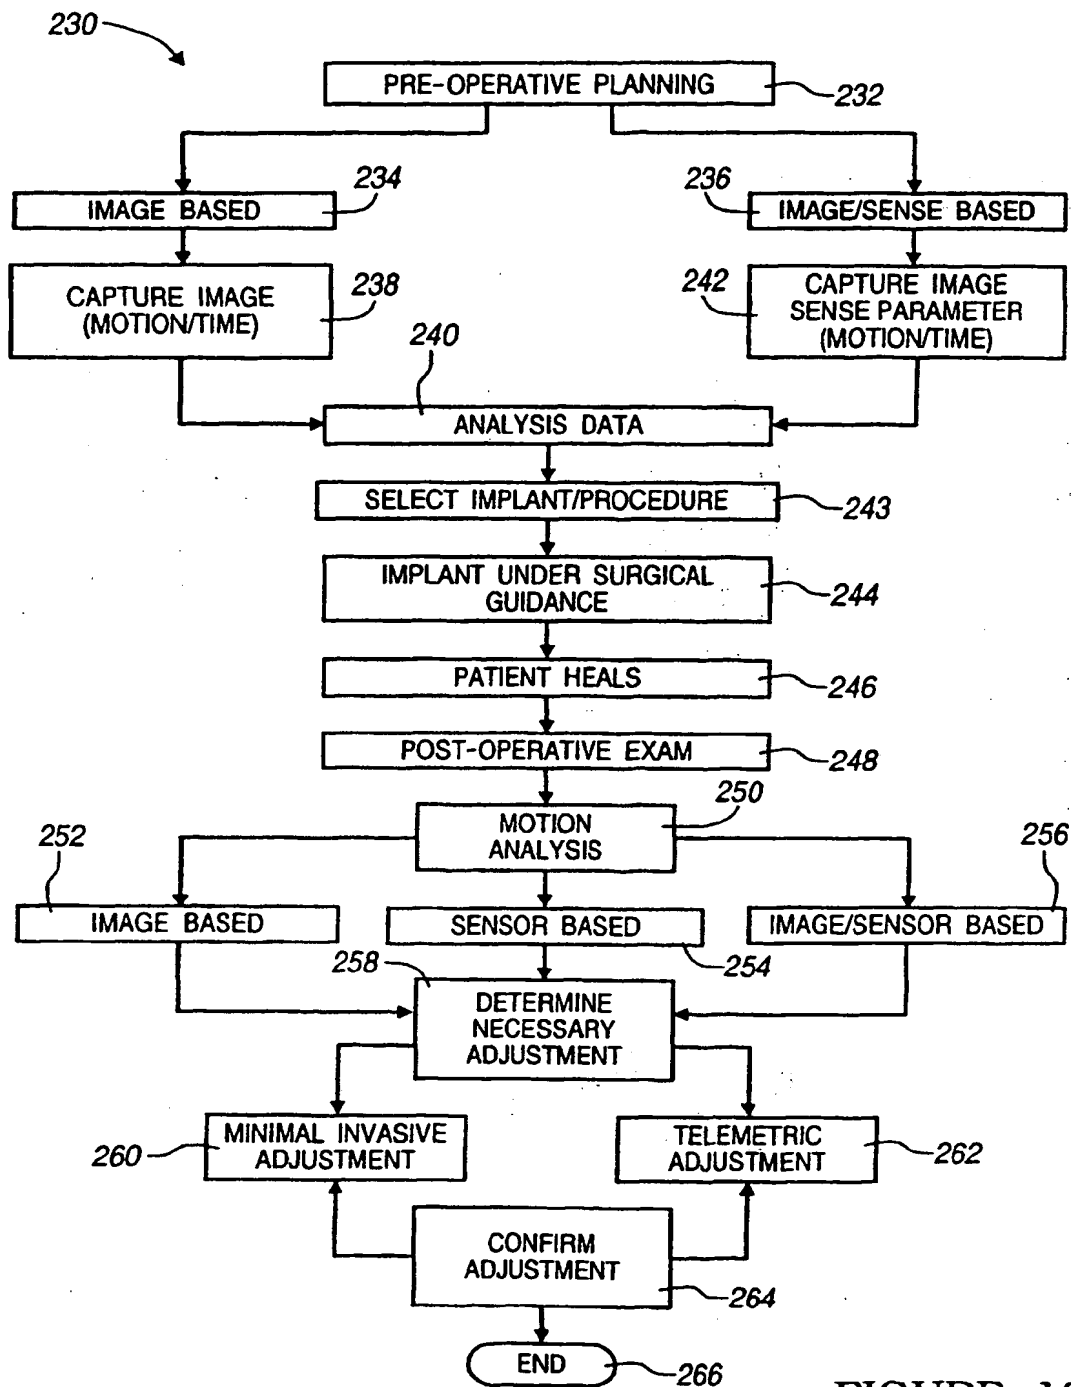 230
PRE-OPERATIVE PLANNING
232
234
IMAGE BASED
236
IMAGE/SENSE BASED
CAPTURE IMAGE
(MOTION/TIME)
238
242
CAPTURE IMAGE
SENSE PARAMETER
(MOTION/TIME)
240
ANALYSIS DATA
SELECT IMPLANT/PROCEDURE
243
IMPLANT UNDER SURGICAL
GUIDANCE
244
PATIENT HEALS
246
POST-OPERATIVE EXAM
248
250
MOTION
ANALYSIS
252
IMAGE BASED
SENSOR BASED
254
256
IMAGE/SENSOR BASED
258
DETERMINE
NECESSARY
ADJUSTMENT
260
MINIMAL INVASIVE
ADJUSTMENT
TELEMETRIC
ADJUSTMENT
262
CONFIRM
ADJUSTMENT
264
END
266